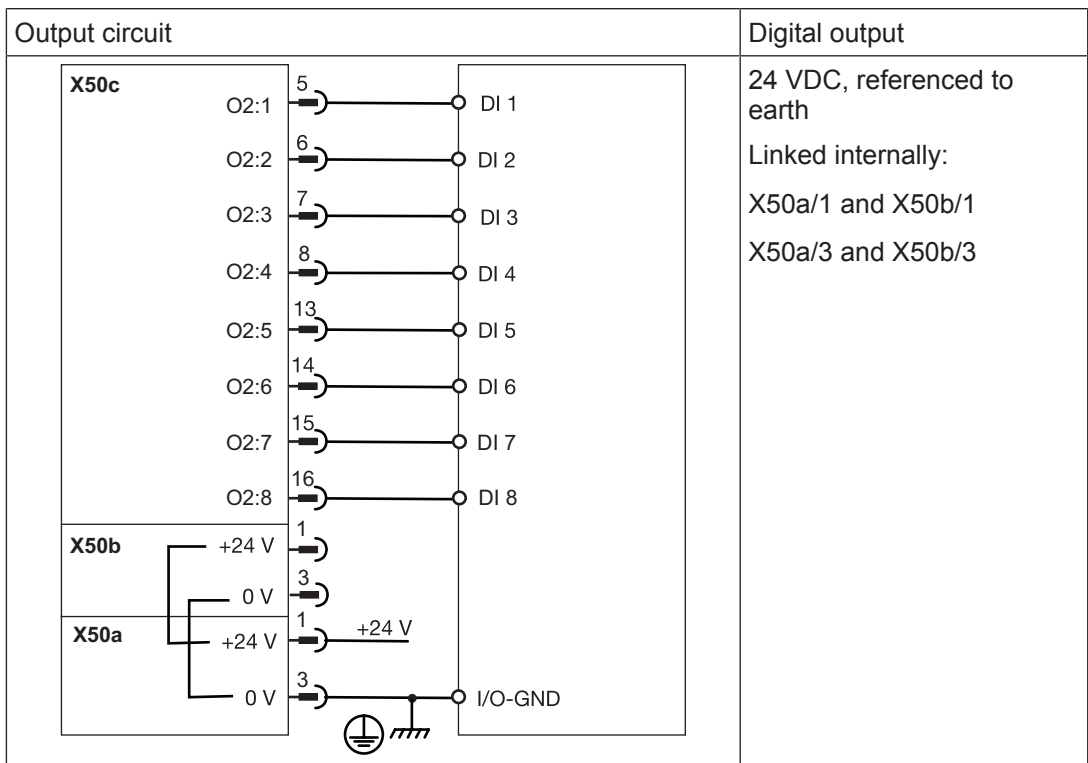 Output circuit
Digital output
X50c
O2:1 5 DI 1
O2:2 6 DI 2
O2:3 7 DI 3
O2:4 8 DI 4
O2:5 13 DI 5
O2:6 14 DI 6
O2:7 15 DI 7
O2:8 16 DI 8
X50b
+24 V 1
0 V 3
X50a
+24 V 1 +24 V
0 V 3 I/O-GND
24 VDC, referenced to
earth
Linked internally:
X50a/1 and X50b/1
X50a/3 and X50b/3